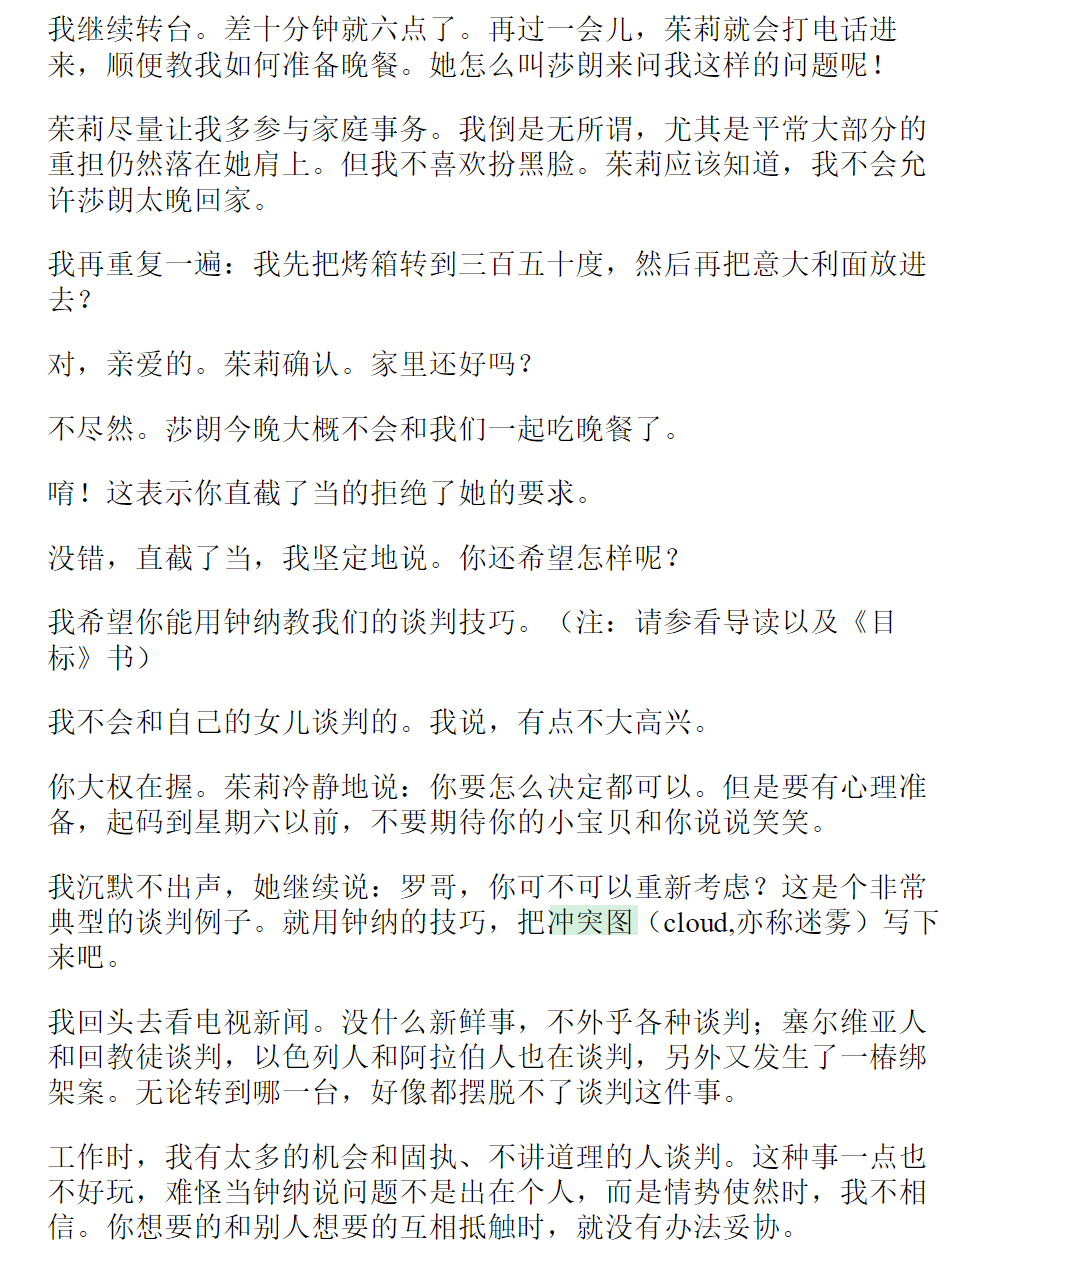 我继续转台。差十分钟就六点了。再过一会儿，茱莉就会打电话进
来，顺便教我如何准备晚餐。她怎么叫莎朗来问我这样的问题呢！
茱莉尽量让我多参与家庭事务。我倒是无所谓，尤其是平常大部分的
重担仍然落在她肩上。但我不喜欢扮黑脸。茱莉应该知道，我不会允
许莎朗太晚回家。
我再重复一遍：我先把烤箱转到三百五十度，然后再把意大利面放进
去？
对，亲爱的。茱莉确认。家里还好吗？
不尽然。莎朗今晚大概不会和我们一起吃晚餐了。
唷！这表示你直截了当的拒绝了她的要求。
没错，直截了当，我坚定地说。你还希望怎样呢？
我希望你能用钟纳教我们的谈判技巧。（注：请参看导读以及《目
标》书）
我不会和自己的女儿谈判的。我说，有点不大高兴。
你大权在握。茱莉冷静地说：你要怎么决定都可以。但是要有心理准
备，起码到星期六以前，不要期待你的小宝贝和你说说笑笑。
我沉默不出声，她继续说：罗哥，你可不可以重新考虑？这是个非常
典型的谈判例子。就用钟纳的技巧，把冲突图（cloud,亦称迷雾）写下
来吧。
我回头去看电视新闻。没什么新鲜事，不外乎各种谈判；塞尔维亚人
和回教徒谈判，以色列人和阿拉伯人也在谈判，另外又发生了一椿绑
架案。无论转到哪一台，好像都摆脱不了谈判这件事。
工作时，我有太多的机会和固执、不讲道理的人谈判。这种事一点也
不好玩，难怪当钟纳说问题不是出在个人，而是情势使然时，我不相
信。你想要的和别人想要的互相抵触时，就没有办法妥协。